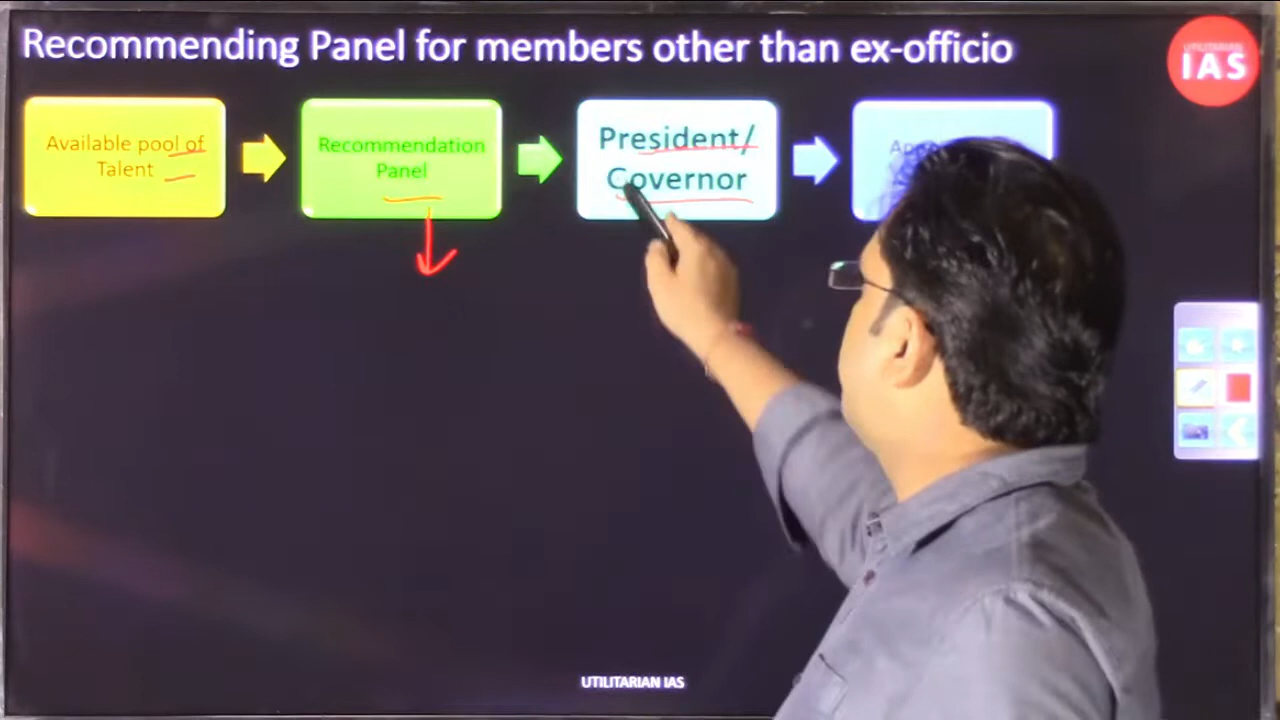 Recommending Panel for members other than ex-officio
UTILITARIAN
IAS
Available pool of
Talent
Recommendation
Panel
President/
Governor
UTILITARIAN IAS